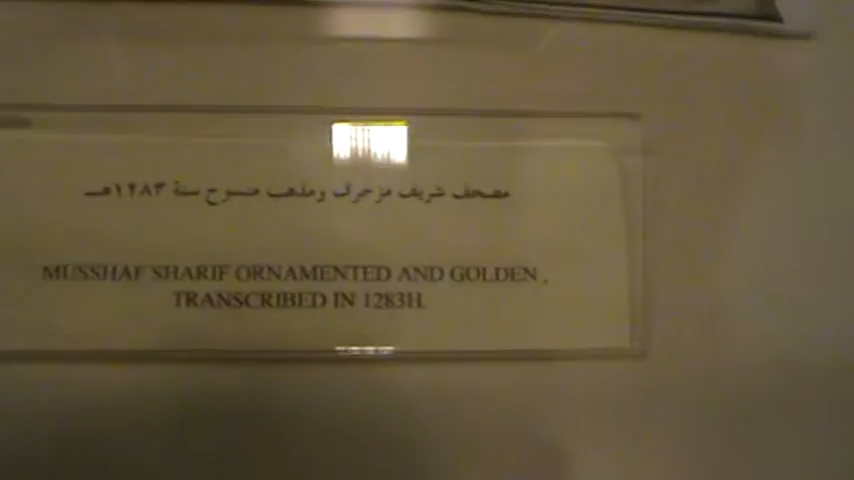 مصحف شريف مزخرف ومذهب منسوخ سنة ١٢٨٣هـ
MUSSHAF SHARIF ORNAMENTED AND GOLDEN ,
TRANSCRIBED IN 1283H.